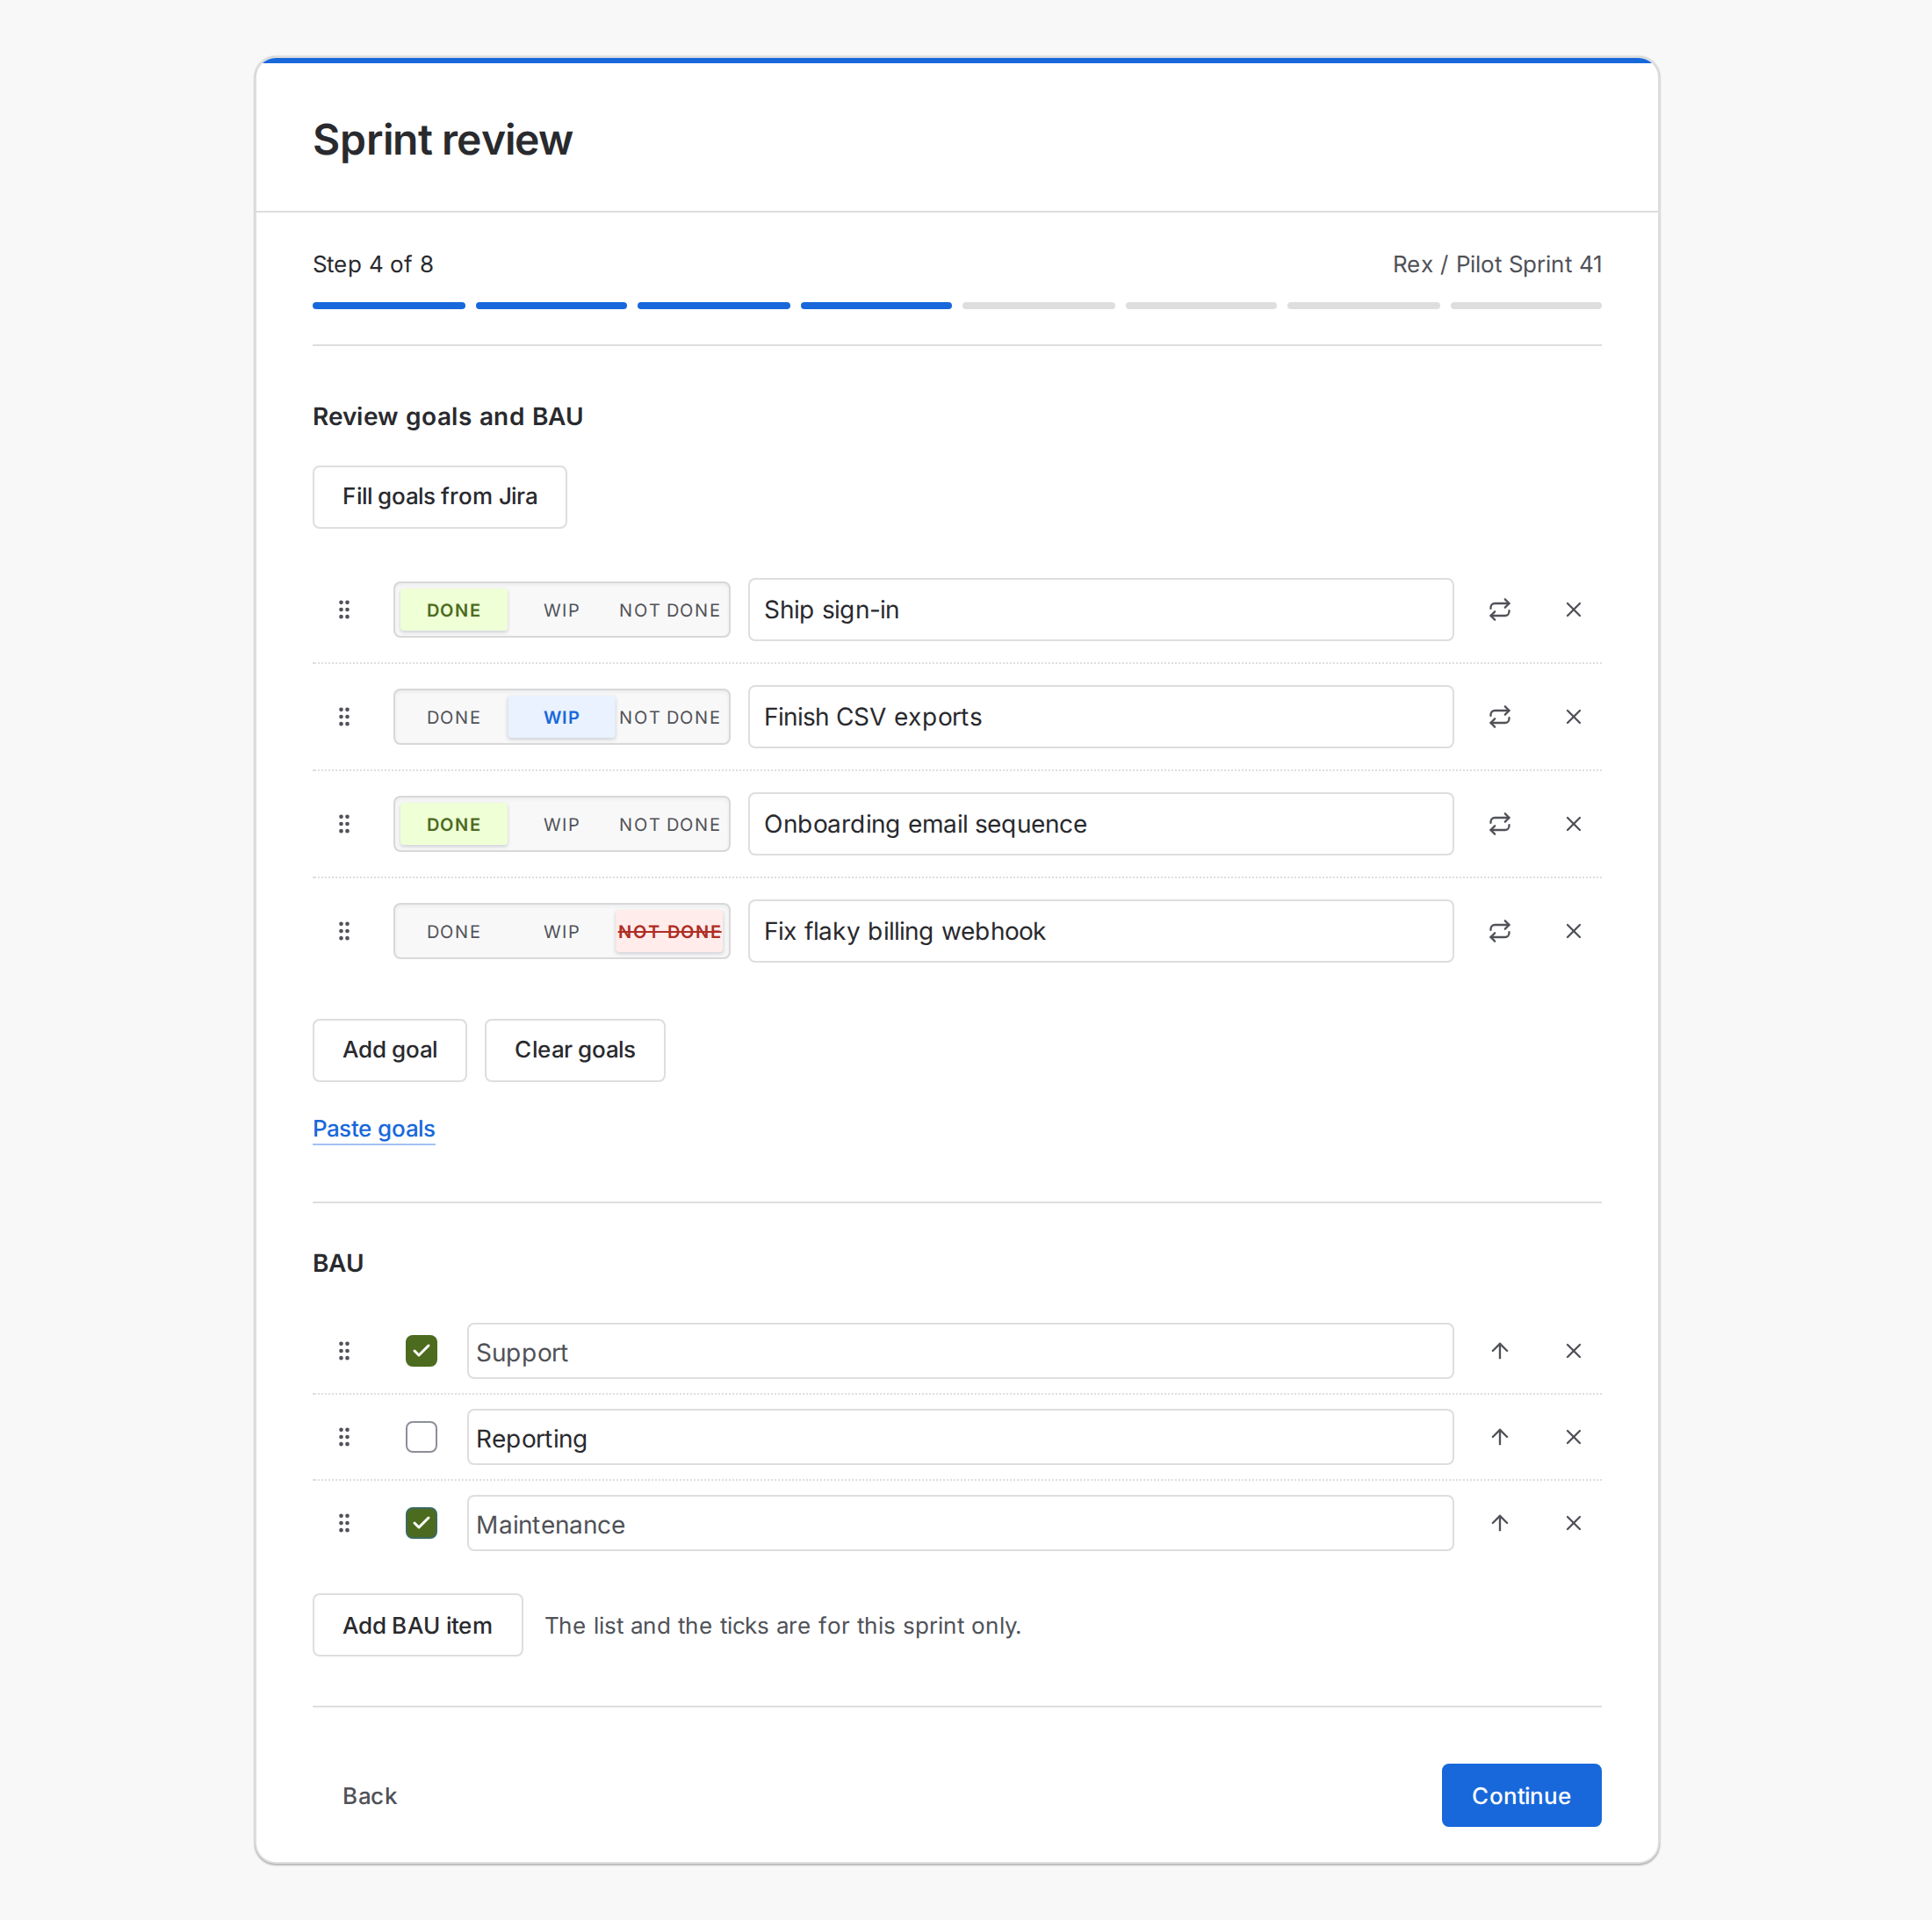 Sprint review
Step 4 of 8
Rex / Pilot Sprint 41
Review goals and BAU
Fill goals from Jira
DONE WIP NOT DONE Ship sign-in
DONE WIP NOT DONE Finish CSV exports
DONE WIP NOT DONE Onboarding email sequence
DONE WIP NOT DONE Fix flaky billing webhook
Add goal Clear goals
Paste goals
BAU
Support
Reporting
Maintenance
Add BAU item The list and the ticks are for this sprint only.
Back Continue